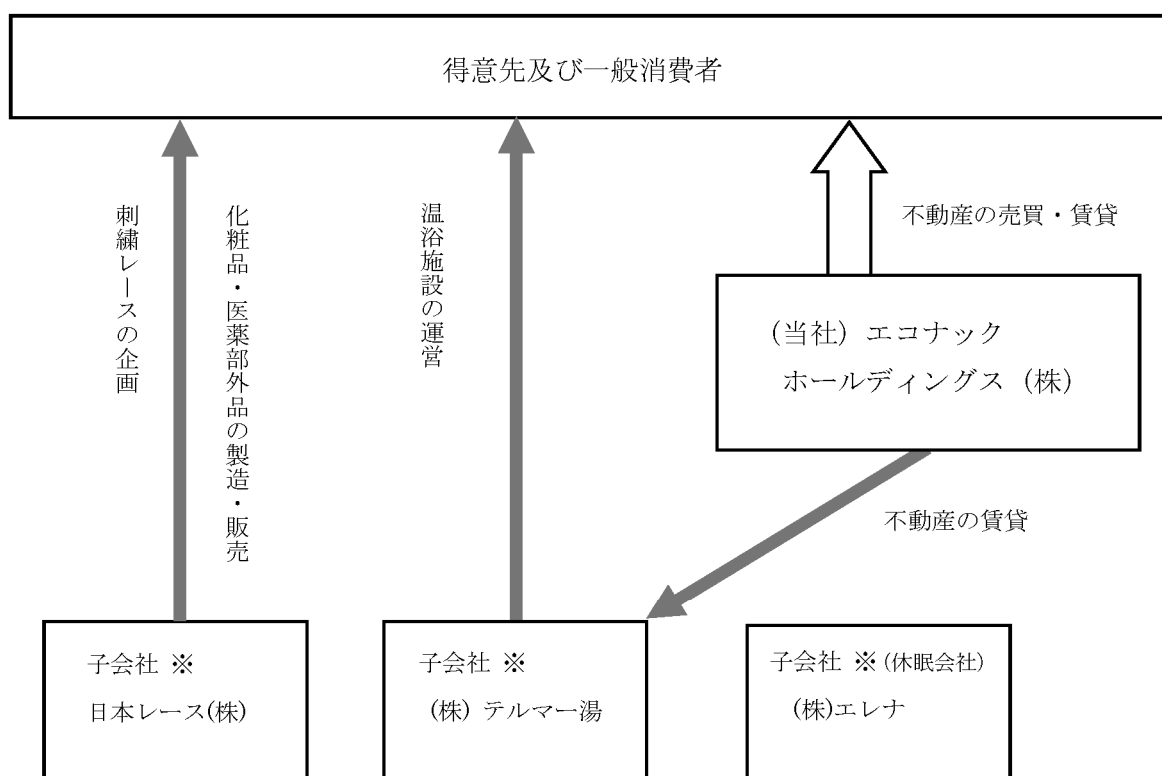 得意先及び一般消費者
刺繍レースの企画
化粧品・医薬部外品の製造・販売
温浴施設の運営
不動産の売買・賃貸
(当社) エコナック
ホールディングス (株)
不動産の賃貸
子会社 ※
日本レース(株)
子会社 ※
(株) テルマー湯
子会社 ※ (休眠会社)
(株)エレナ